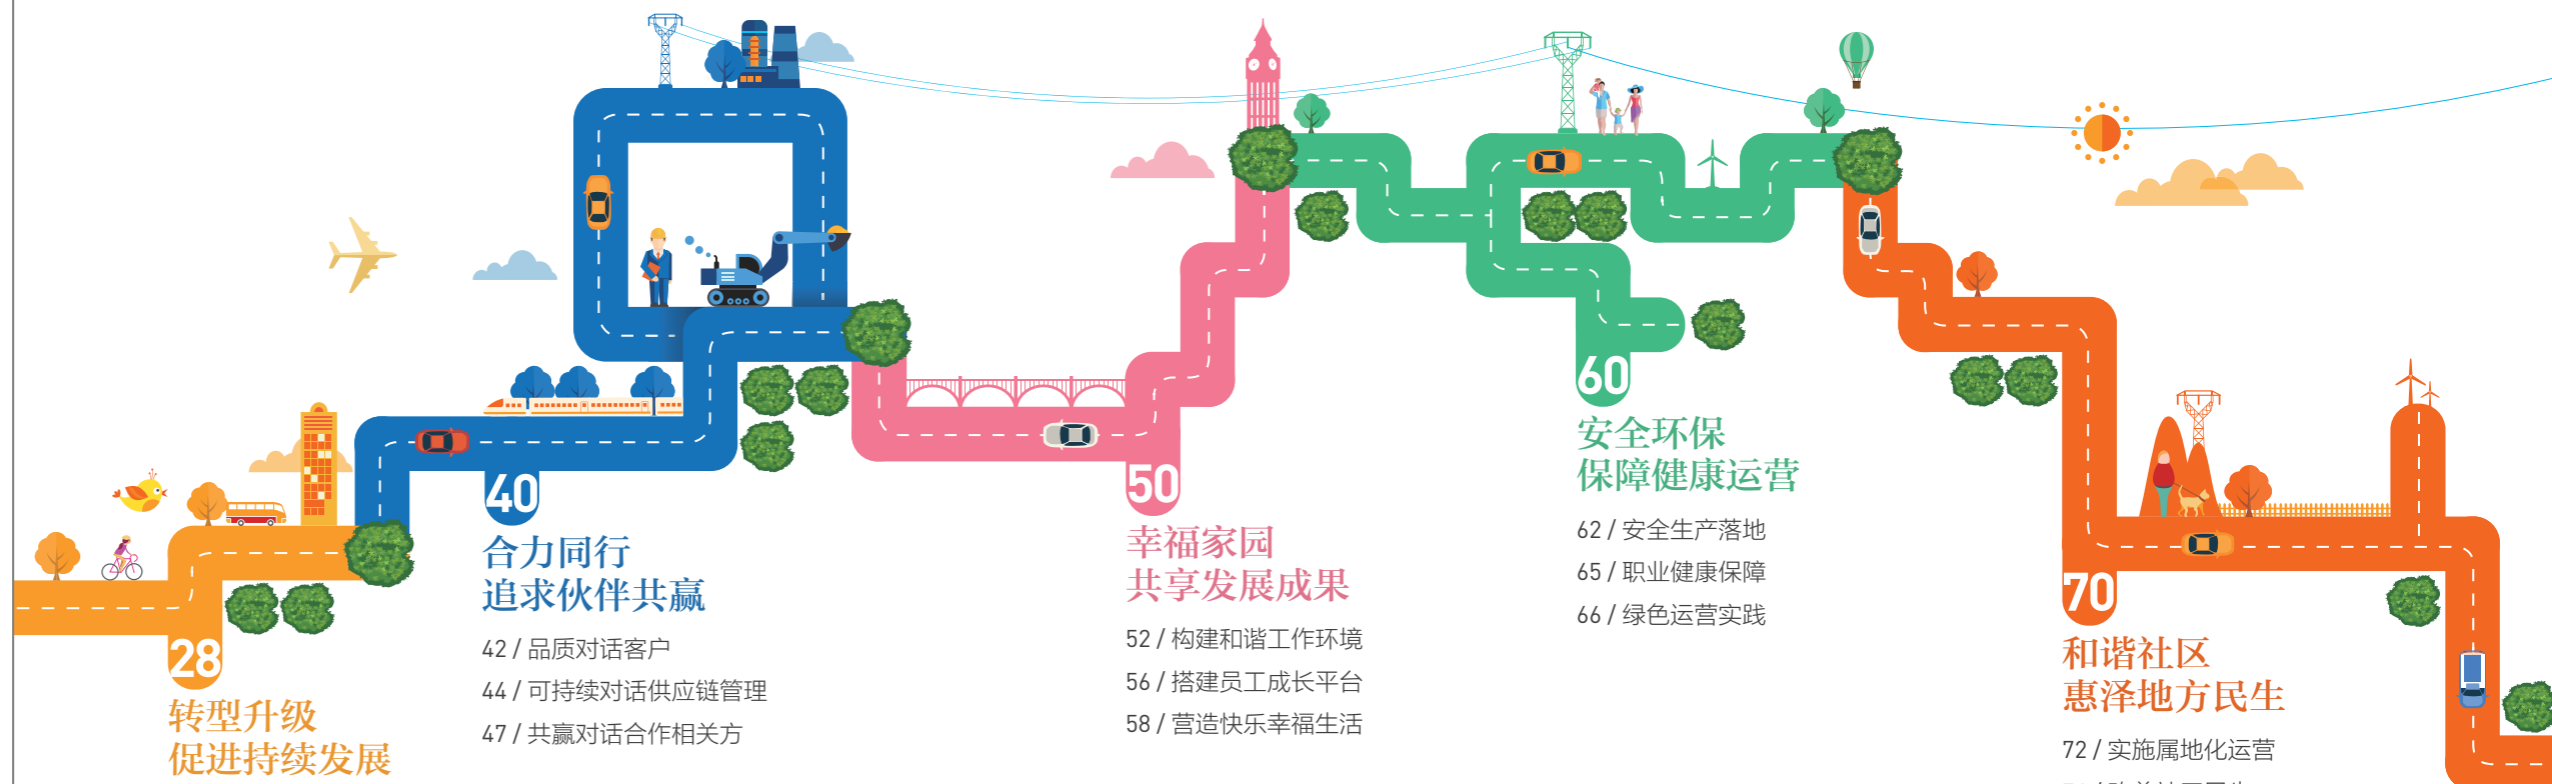 28
转型升级
促进持续发展
40
合力同行
追求伙伴共赢
42 / 品质对话客户
44 / 可持续对话供应链管理
47 / 共赢对话合作相关方
50
幸福家园
共享发展成果
52 / 构建和谐工作环境
56 / 搭建员工成长平台
58 / 营造快乐幸福生活
60
安全环保
保障健康运营
62 / 安全生产落地
65 / 职业健康保障
66 / 绿色运营实践
70
和谐社区
惠泽地方民生
72 / 实施属地化运营